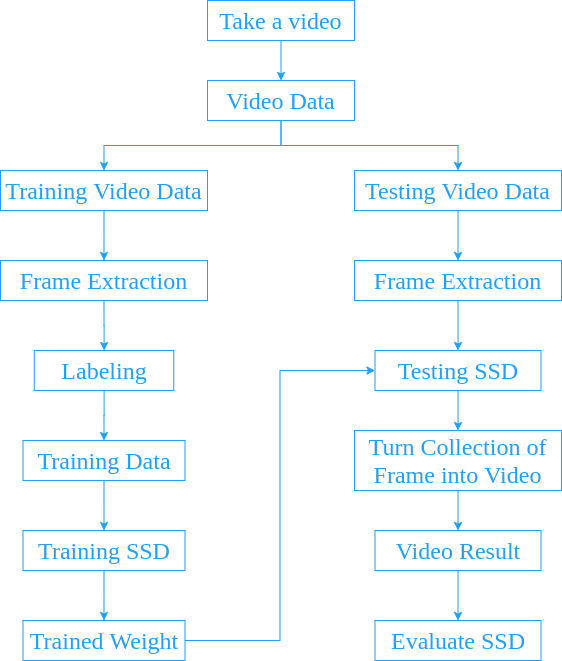 Take a video
Video Data
Training Video Data
Testing Video Data
Frame Extraction
Frame Extraction
Labeling
Testing SSD
Training Data
Turn Collection of
Frame into Video
Training SSD
Video Result
Trained Weight
Evaluate SSD